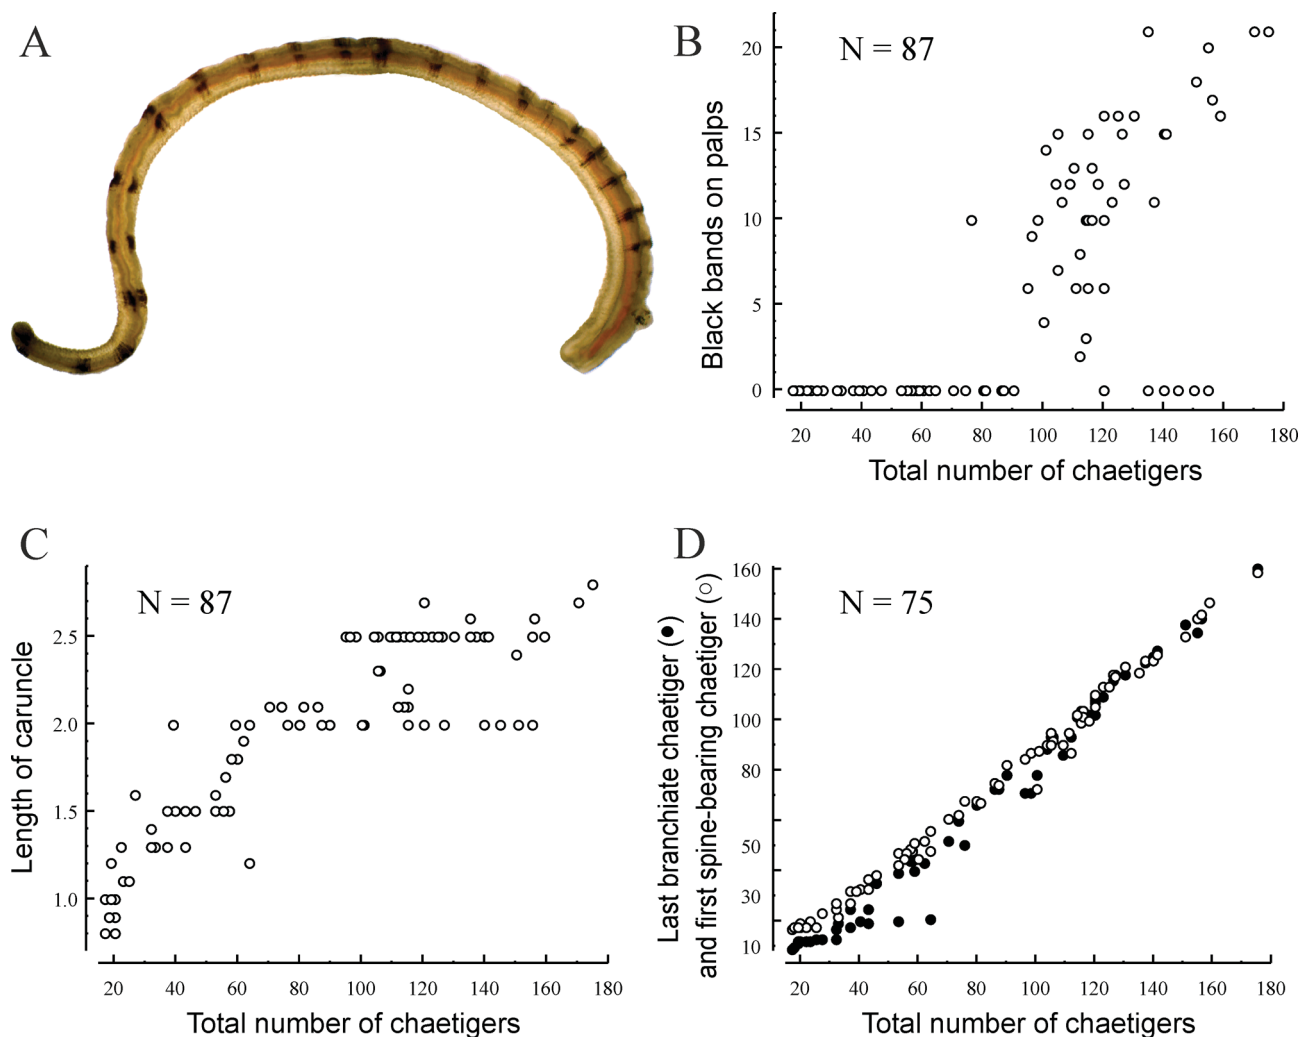 A
B
N = 87
Black bands on palps
20
15
10
5
0
20 40 60 80 100 120 140 160 180
Total number of chaetigers
C
N = 87
Length of caruncle
2.5
2.0
1.5
1.0
20 40 60 80 100 120 140 160 180
Total number of chaetigers
D
N = 75
Last branchiate chaetiger (●)
and first spine-bearing chaetiger (○)
160
140
120
100
80
50
30
10
20 40 60 80 100 120 140 160 180
Total number of chaetigers